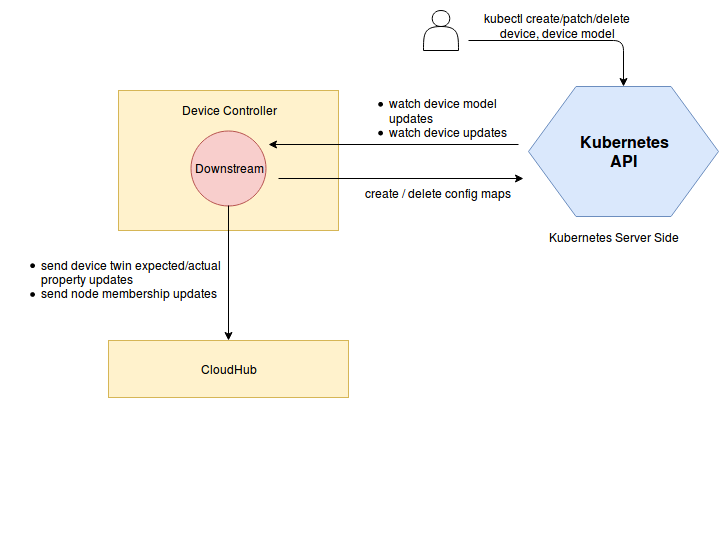 kubectl create/patch/delete
device, device model
Device Controller
• watch device model
updates
• watch device updates
Kubernetes
API
Downstream
create / delete config maps
Kubernetes Server Side
• send device twin expected/actual
property updates
• send node membership updates
CloudHub